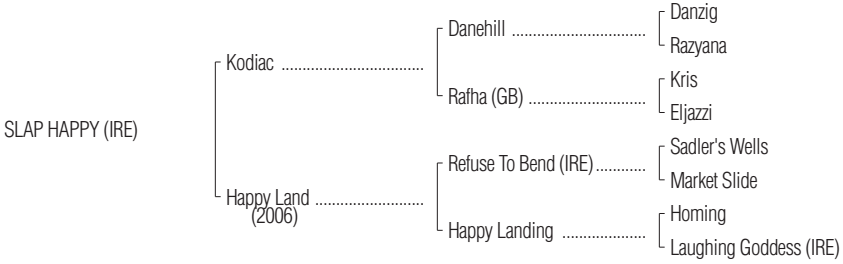 Danzig
Danehill ................................
Razyana
Kodiac ..................................
Kris
Rafha (GB) ............................
Eljazzi
SLAP HAPPY (IRE)
Sadler's Wells
Refuse To Bend (IRE)............
Market Slide
Happy Land ..........................
(2006)
Homing
Happy Landing ....................
Laughing Goddess (IRE)